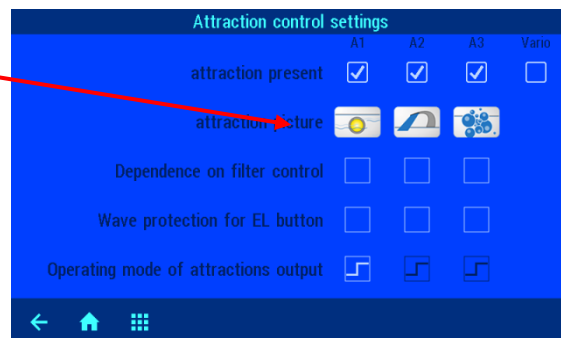 Attraction control settings
A1 A2 A3 Vario
attraction present
attraction picture
Dependence on filter control
Wave protection for EL button
Operating mode of attractions output